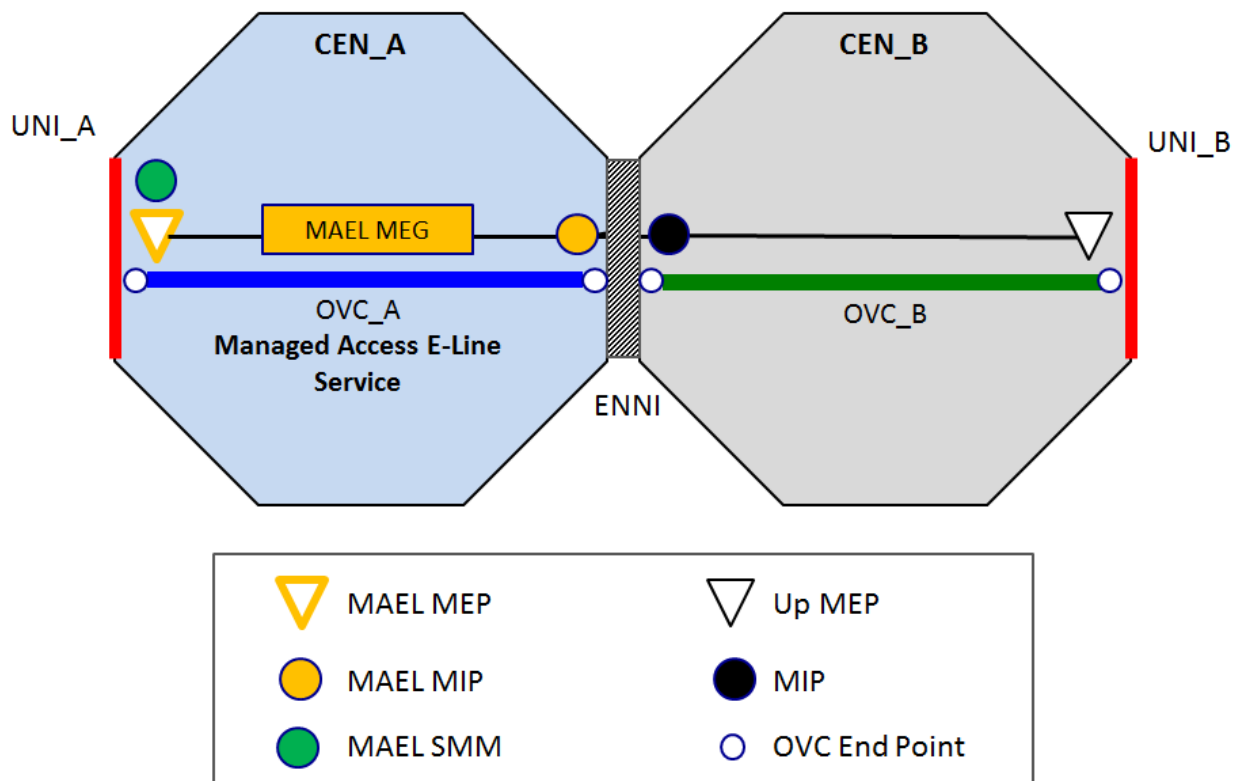 CEN_A
CEN_B
UNI_A
UNI_B
MAEL MEG
OVC_A
Managed Access E-Line
Service
OVC_B
ENNI
MAEL MEP
Up MEP
MAEL MIP
MIP
MAEL SMM
OVC End Point